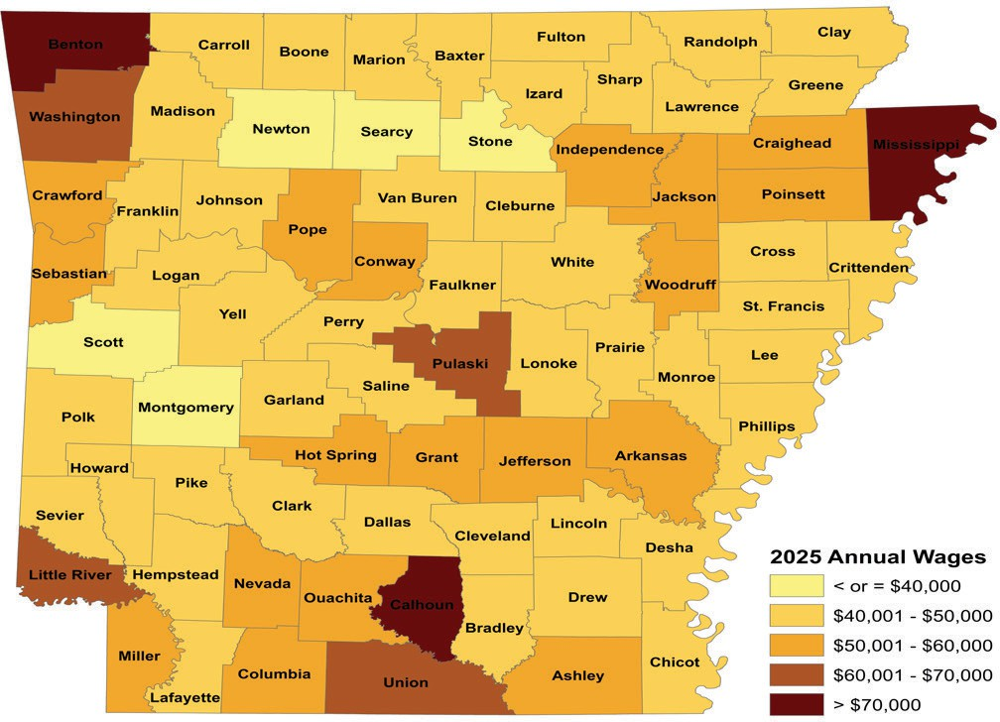 Benton
Carroll
Boone
Marion
Baxter
Fulton
Randolph
Clay
Sharp
Izard
Greene
Lawrence
Washington
Madison
Newton
Searcy
Stone
Independence
Craighead
Mississippi
Crawford
Franklin
Johnson
Pope
Van Buren
Cleburne
Jackson
Poinsett
Sebastian
Logan
Conway
Faulkner
White
Woodruff
Cross
Crittenden
Yell
Perry
St. Francis
Scott
Pulaski
Lonoke
Prairie
Monroe
Lee
Polk
Montgomery
Garland
Saline
Phillips
Hot Spring
Grant
Jefferson
Arkansas
Howard
Pike
Sevier
Clark
Dallas
Cleveland
Lincoln
Desha
Little River
Hempstead
Nevada
Ouachita
Calhoun
Bradley
Drew
Miller
Lafayette
Columbia
Union
Ashley
Chicot
2025 Annual Wages
< or = $40,000
$40,001 - $50,000
$50,001 - $60,000
$60,001 - $70,000
> $70,000